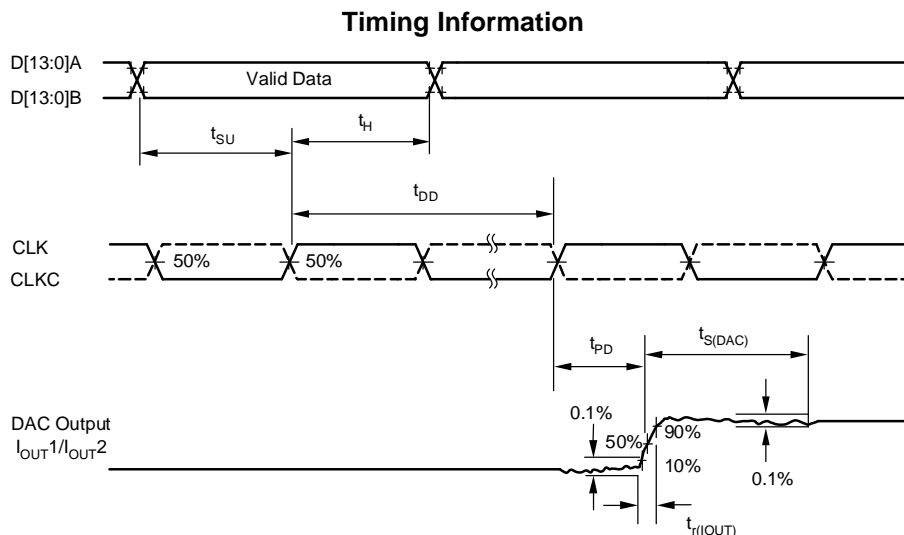 Timing Information
D[13:0]A
D[13:0]B
Valid Data
tSU
tH
tDD
CLK
CLKC
50%
50%
tPD
tS(DAC)
DAC Output
IOUT1/IOUT2
0.1%
50%
90%
10%
0.1%
tr(IOUT)